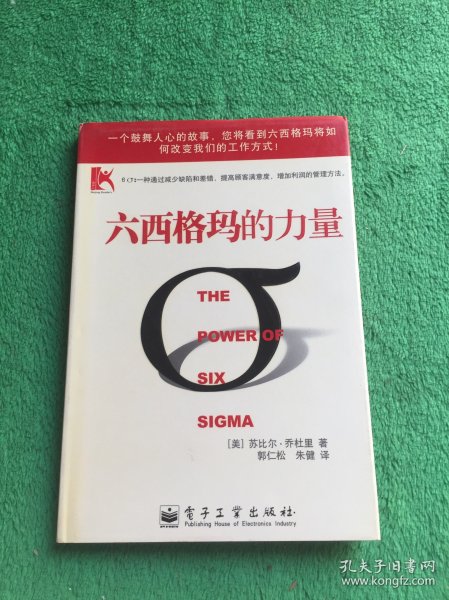 一个鼓舞人心的故事，您将看到六西格玛将如
何改变我们的工作方式！
6σ:一种通过减少缺陷和差错、提高顾客满意度、增加利润的管理方法。
六西格玛的力量
σ
THE
POWER OF
SIX
SIGMA
［美］苏比尔·乔杜里 著
郭仁松 朱健 译
電子工業出版社·
Publishing House of Electronics Industry
孔夫子旧书网
www.kongfz.com